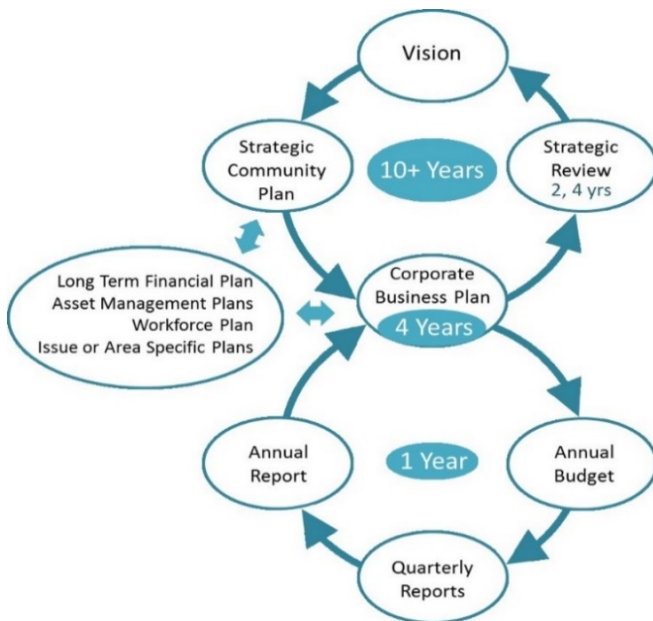 Vision
Strategic
Community
Plan
10+ Years
Strategic
Review
2, 4 yrs
Long Term Financial Plan
Asset Management Plans
Workforce Plan
Issue or Area Specific Plans
Corporate
Business Plan
4 Years
Annual
Report
1 Year
Annual
Budget
Quarterly
Reports